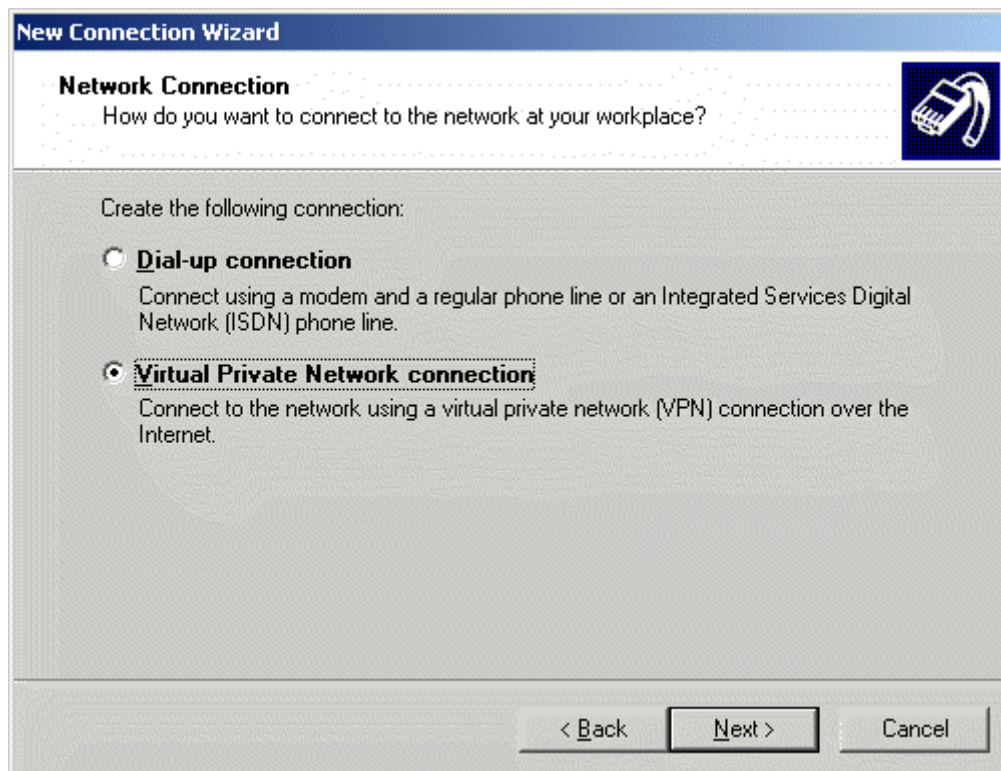 New Connection Wizard
Network Connection
How do you want to connect to the network at your workplace?
Create the following connection:
Dial-up connection
Connect using a modem and a regular phone line or an Integrated Services Digital
Network (ISDN) phone line.
Virtual Private Network connection
Connect to the network using a virtual private network (VPN) connection over the
Internet.
< Back Next > Cancel